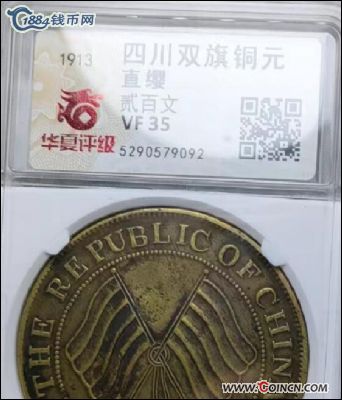 1884钱币网
1913
四川双旗铜元
直缨
贰百文
VF 35
华夏评级
5290579092
THE REPUBLIC OF CHIN
www.COINCN.com